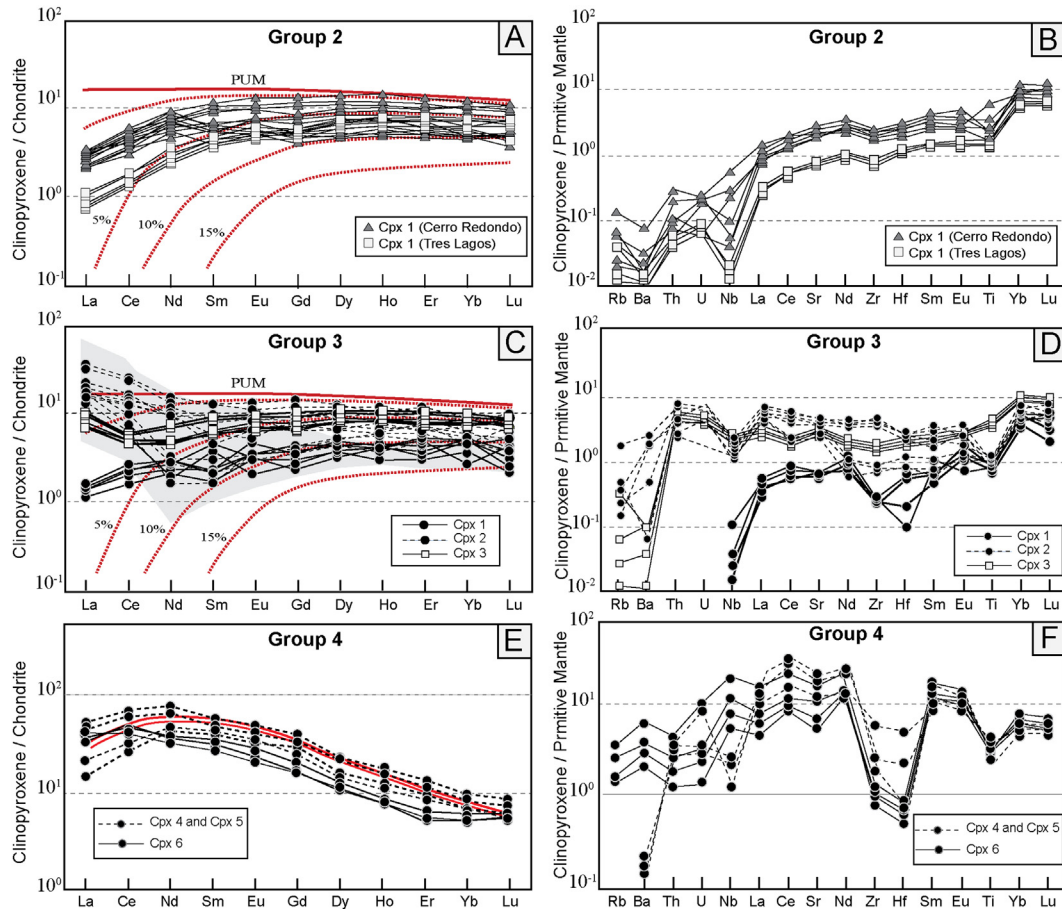 Group 2
A
10²
PUM
10¹
10⁰
10⁻¹
Clinopyroxene / Chondrite
5%
10%
15%
Cpx 1 (Cerro Redondo)
Cpx 1 (Tres Lagos)
La Ce Nd Sm Eu Gd Dy Ho Er Yb Lu
Group 2
B
10²
10¹
10⁰
10⁻¹
10⁻²
Clinopyroxene / Prmitive Mantle
Cpx 1 (Cerro Redondo)
Cpx 1 (Tres Lagos)
Rb Ba Th U Nb La Ce Sr Nd Zr Hf Sm Eu Ti Yb Lu
Group 3
C
10²
PUM
10¹
10⁰
10⁻¹
Clinopyroxene / Chondrite
5%
10%
15%
Cpx 1
Cpx 2
Cpx 3
La Ce Nd Sm Eu Gd Dy Ho Er Yb Lu
Group 3
D
10²
10¹
10⁰
10⁻¹
10⁻²
Clinopyroxene / Prmitive Mantle
Cpx 1
Cpx 2
Cpx 3
Rb Ba Th U Nb La Ce Sr Nd Zr Hf Sm Eu Ti Yb Lu
Group 4
E
10²
10¹
10⁰
Clinopyroxene / Chondrite
Cpx 4 and Cpx 5
Cpx 6
La Ce Nd Sm Eu Gd Dy Ho Er Yb Lu
Group 4
F
10²
10¹
10⁰
10⁻¹
Clinopyroxene / Prmitive Mantle
Cpx 4 and Cpx 5
Cpx 6
Rb Ba Th U Nb La Ce Sr Nd Zr Hf Sm Eu Ti Yb Lu